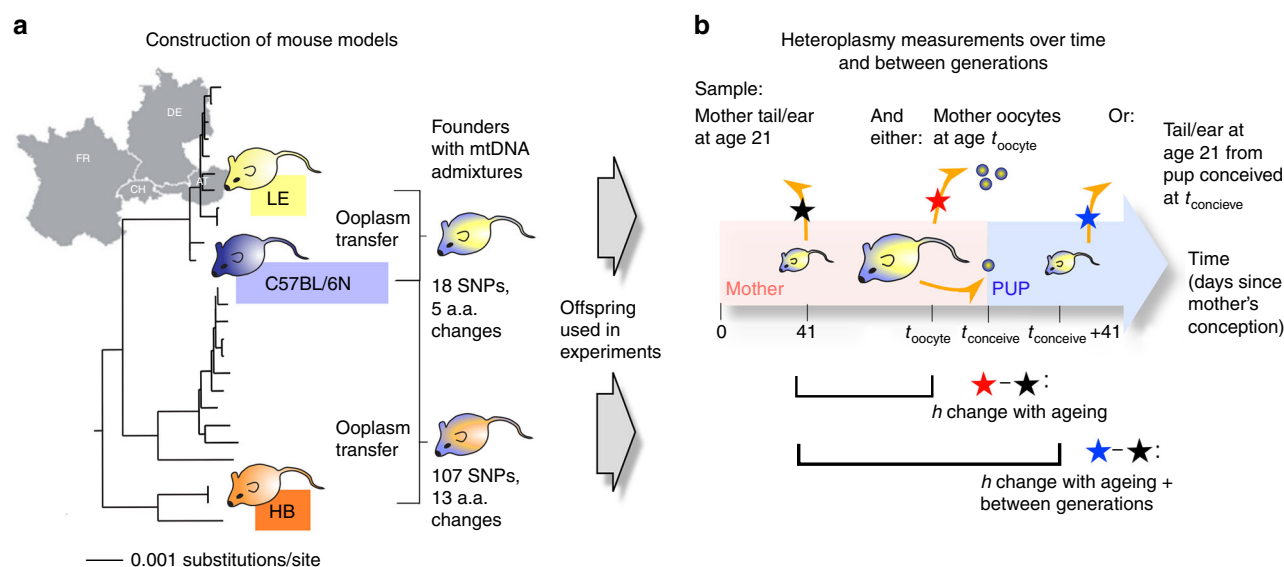 a
Construction of mouse models
DE
FR
CH
AT
LE
C57BL/6N
HB
Ooplasm
transfer
Ooplasm
transfer
Founders
with mtDNA
admixtures
18 SNPs,
5 a.a.
changes
107 SNPs,
13 a.a.
changes
Offspring
used in
experiments
0.001 substitutions/site
b
Heteroplasmy measurements over time
and between generations
Sample:
Mother tail/ear
at age 21
And
either:
Mother oocytes
at age t_oocyte
Or:
Tail/ear at
age 21 from
pup conceived
at t_concieve
Mother
PUP
Time
(days since
mother's
conception)
0
41
t_oocyte
t_conceive
t_conceive +41
– :
h change with ageing
– :
h change with ageing +
between generations